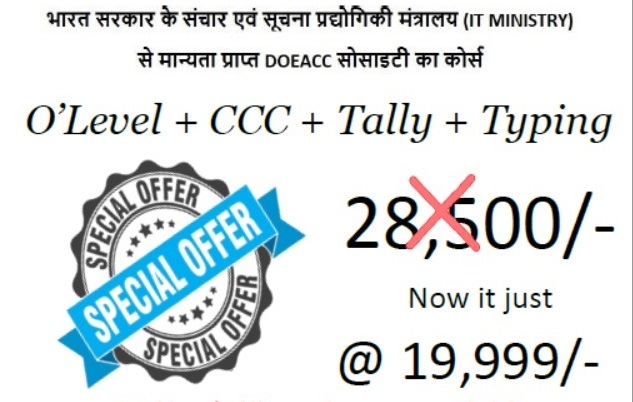 भारत सरकार के संचार एवं सूचना प्रद्योगिकी मंत्रालय (IT MINISTRY)
से मान्यता प्राप्त DOEACC सोसाइटी का कोर्स
O'Level + CCC + Tally + Typing
SPECIAL OFFER
SPECIAL OFFER
SPECIAL OFFER
28,500/-
Now it just
@ 19,999/-